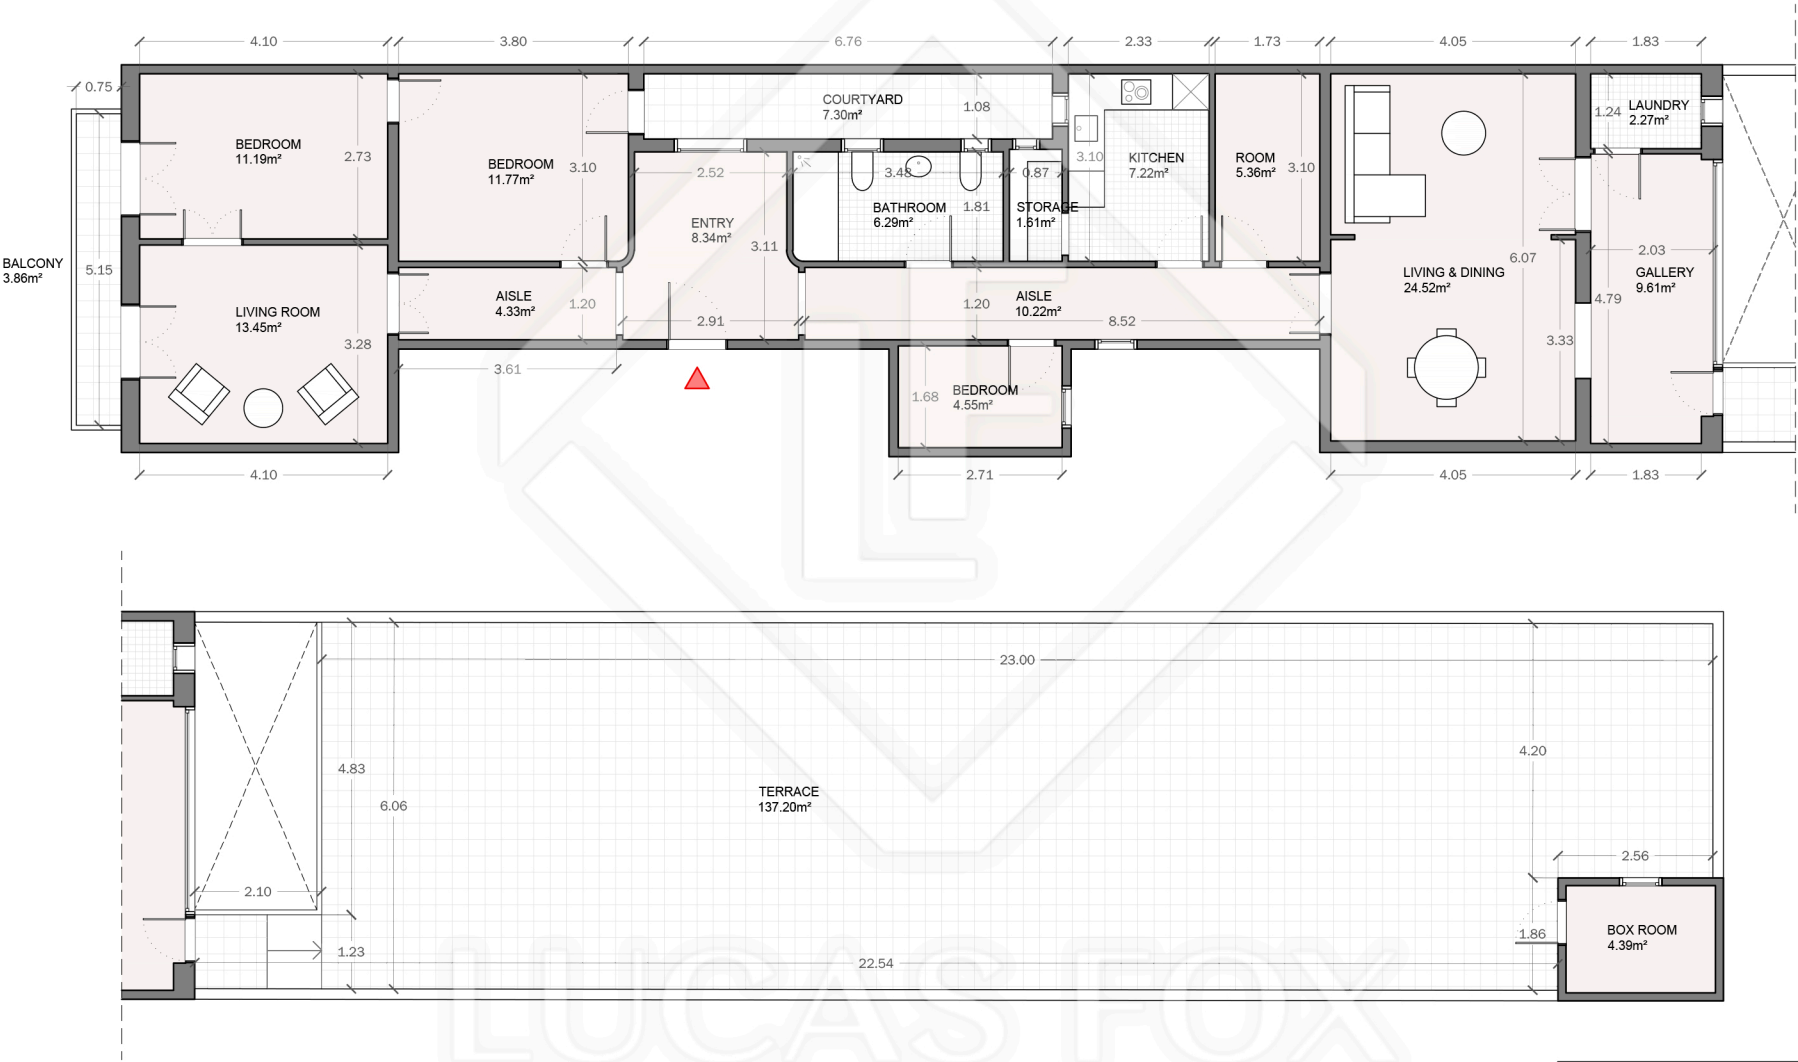 4.10
3.80
6.76
2.33
1.73
4.05
1.83
0.75
COURTYARD
7.30m²
1.08
LAUNDRY
2.27m²
1.24
BEDROOM
11.19m²
2.73
BEDROOM
11.77m²
3.10
2.52
3.48
0.87
3.10
KITCHEN
7.22m²
ROOM
5.36m²
3.10
ENTRY
8.34m²
3.11
BATHROOM
6.29m²
1.81
STORAGE
1.61m²
BALCONY
3.86m²
5.15
LIVING ROOM
13.45m²
3.28
AISLE
4.33m²
1.20
2.91
1.20
AISLE
10.22m²
8.52
LIVING & DINING
24.52m²
6.07
3.33
2.03
GALLERY
9.61m²
4.79
3.61
1.68
BEDROOM
4.55m²
4.10
2.71
4.05
1.83
23.00
4.83
6.06
4.20
TERRACE
137.20m²
2.10
2.56
1.23
22.54
1.86
BOX ROOM
4.39m²
LUCAS FOX